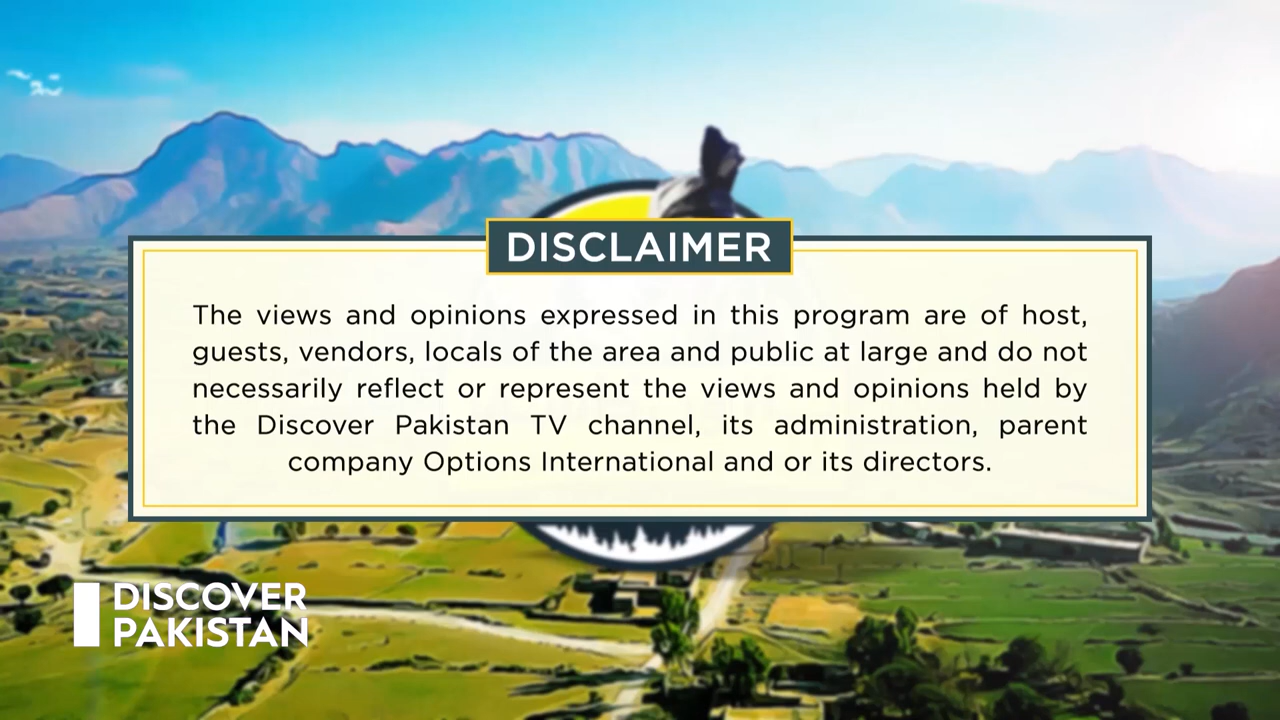 DISCLAIMER
The views and opinions expressed in this program are of host,
guests, vendors, locals of the area and public at large and do not
necessarily reflect or represent the views and opinions held by
the Discover Pakistan TV channel, its administration, parent
company Options International and or its directors.
DISCOVER
PAKISTAN